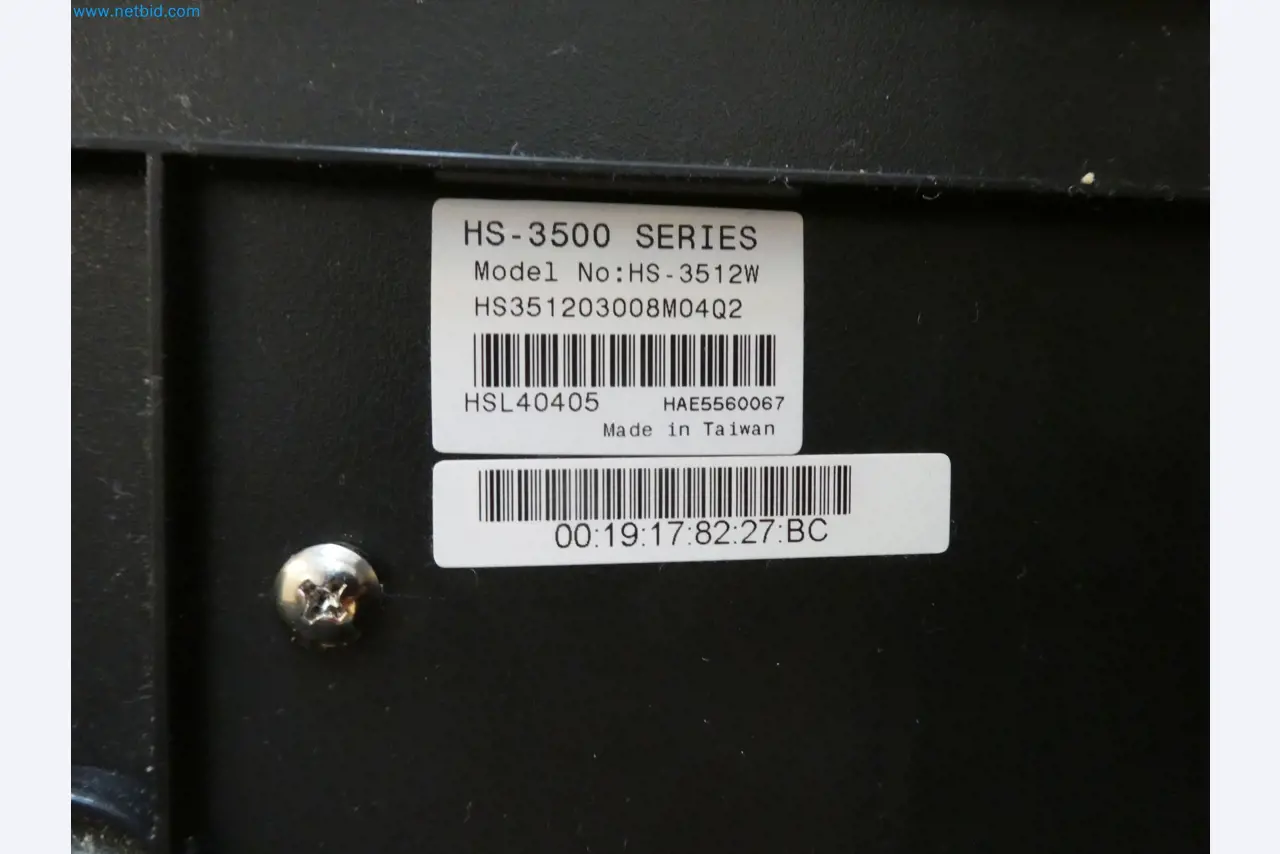 www.netbid.com
HS-3500 SERIES
Model No:HS-3512W
HS351203008M04Q2
HSL40405 HAE5560067
Made in Taiwan
00:19:17:82:27:BC